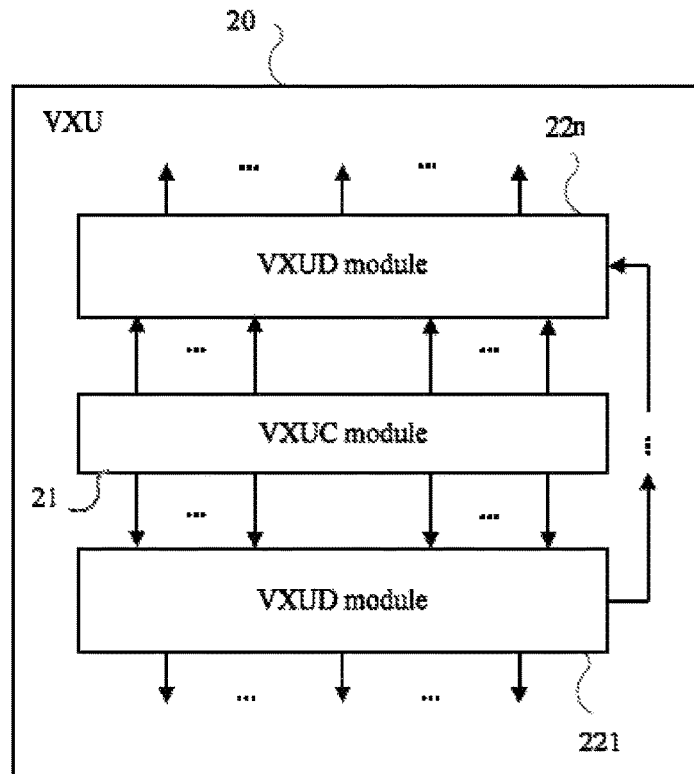 20
VXU
22n
... ...
VXUD module
... ...
VXUC module
...
21
... ...
VXUD module
... ...
221